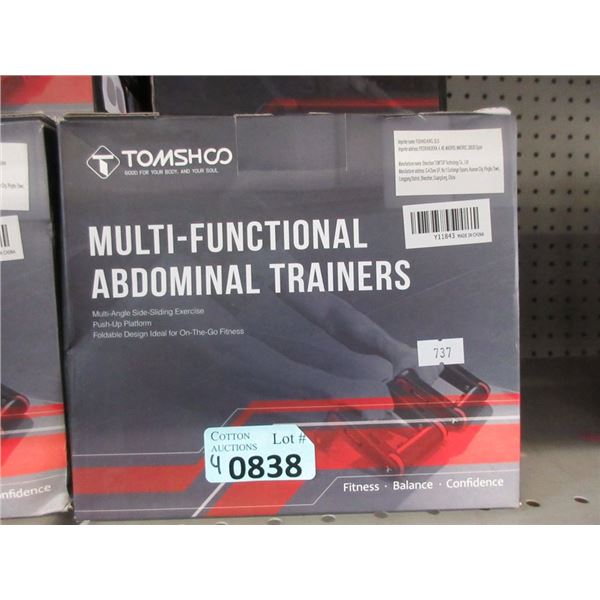 TOMSHOO
GOOD FOR YOUR BODY, AND YOUR SOUL
MULTI-FUNCTIONAL
ABDOMINAL TRAINERS
Multi-Angle Side-Sliding Exercise
Push-Up Platform
Foldable Design Ideal for On-The-Go Fitness
Y11843 MADE IN CHINA
737
COTTON
AUCTIONS
Lot #
4 0838
Fitness · Balance · Confidence
onfidence